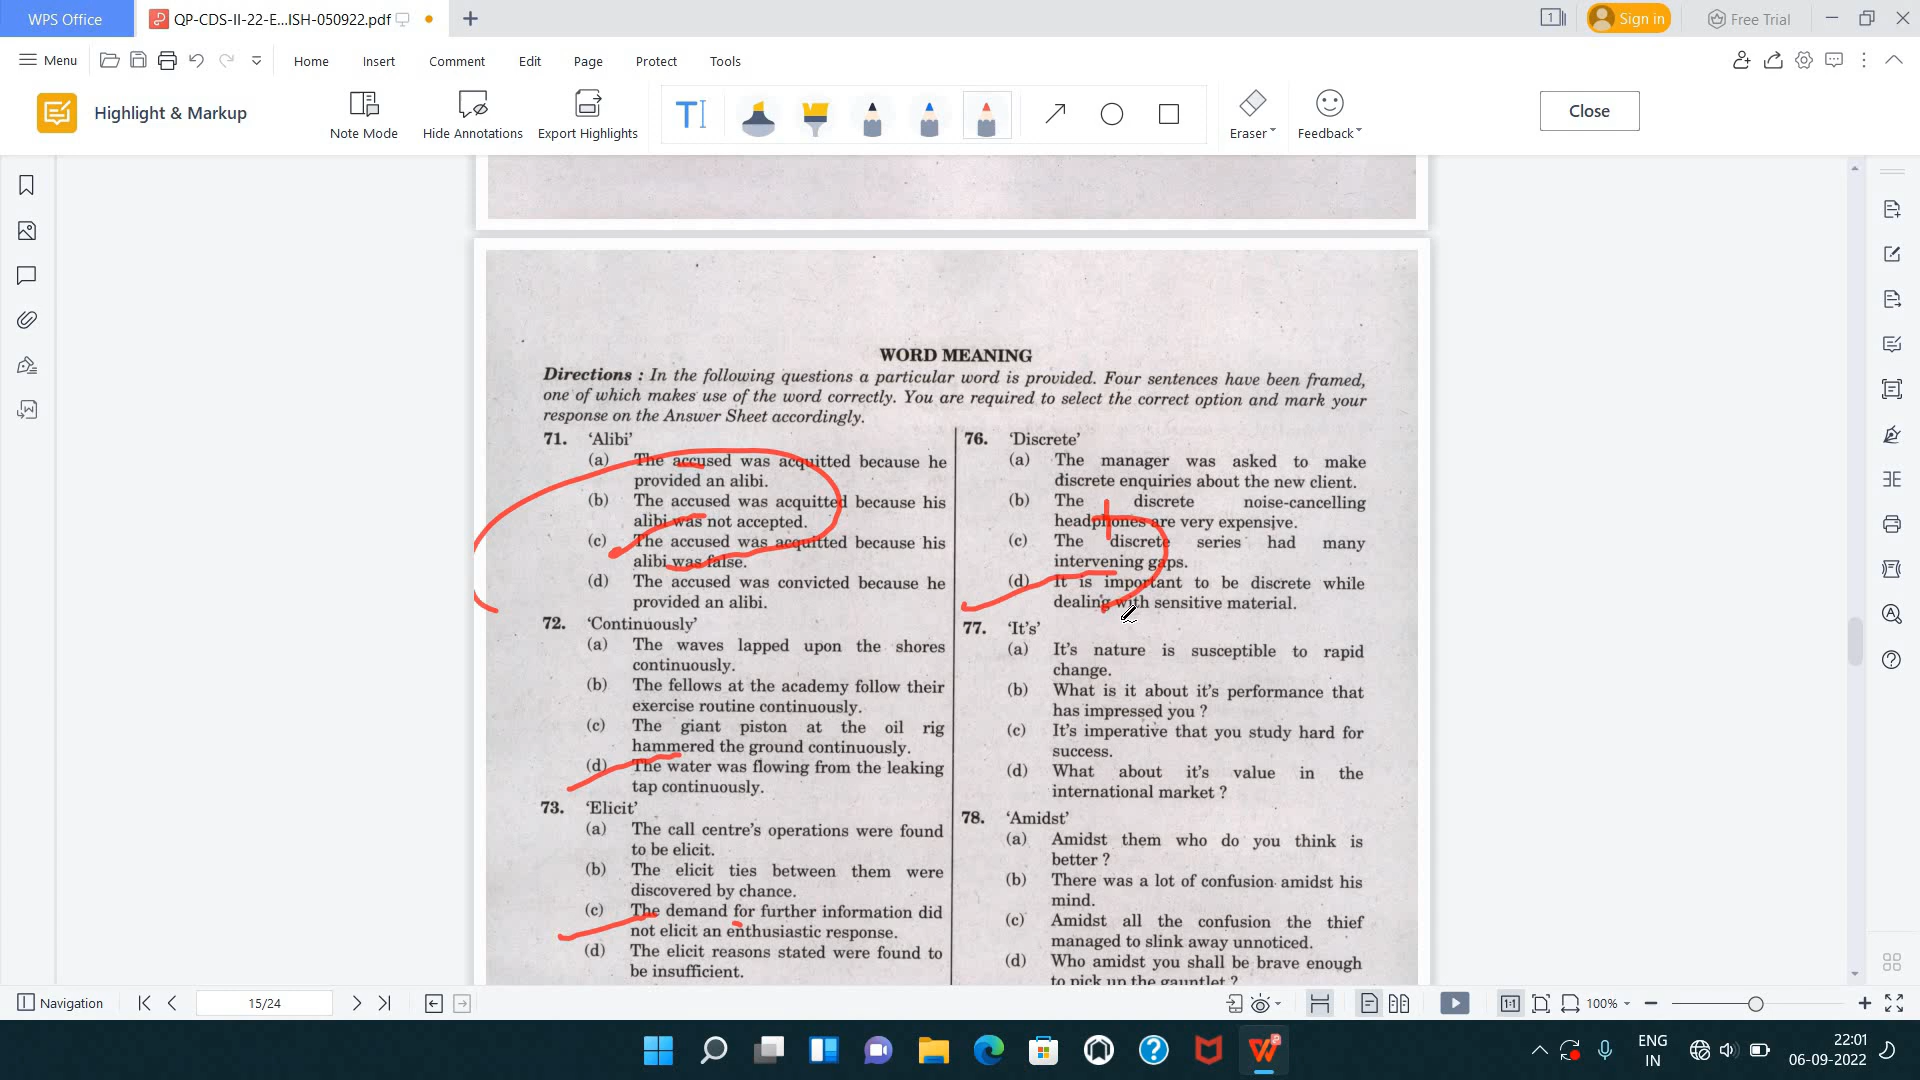 WPS Office
QP-CDS-II-22-E...ISH-050922.pdf
1
Sign in
Free Trial
Menu
Home
Insert
Comment
Edit
Page
Protect
Tools
Highlight & Markup
Note Mode
Hide Annotations
Export Highlights
T
Eraser
Feedback
Close
WORD MEANING
Directions : In the following questions a particular word is provided. Four sentences have been framed,
one of which makes use of the word correctly. You are required to select the correct option and mark your
response on the Answer Sheet accordingly.
71. 'Alibi'
(a) The accused was acquitted because he
provided an alibi.
(b) The accused was acquitted because his
alibi was not accepted.
(c) The accused was acquitted because his
alibi was false.
(d) The accused was convicted because he
provided an alibi.
72. 'Continuously'
(a) The waves lapped upon the shores
continuously.
(b) The fellows at the academy follow their
exercise routine continuously.
(c) The giant piston at the oil rig
hammered the ground continuously.
(d) The water was flowing from the leaking
tap continuously.
73. 'Elicit'
(a) The call centre's operations were found
to be elicit.
(b) The elicit ties between them were
discovered by chance.
(c) The demand for further information did
not elicit an enthusiastic response.
(d) The elicit reasons stated were found to
be insufficient.
76. 'Discrete'
(a) The manager was asked to make
discrete enquiries about the new client.
(b) The discrete noise-cancelling
headphones are very expensive.
(c) The discrete series had many
intervening gaps.
(d) It is important to be discrete while
dealing with sensitive material.
77. 'It's'
(a) It's nature is susceptible to rapid
change.
(b) What is it about it's performance that
has impressed you ?
(c) It's imperative that you study hard for
success.
(d) What about it's value in the
international market ?
78. 'Amidst'
(a) Amidst them who do you think is
better ?
(b) There was a lot of confusion amidst his
mind.
(c) Amidst all the confusion the thief
managed to slink away unnoticed.
(d) Who amidst you shall be brave enough
to pick up the gauntlet ?
Navigation
15/24
1:1
100%
ENG
IN
22:01
06-09-2022